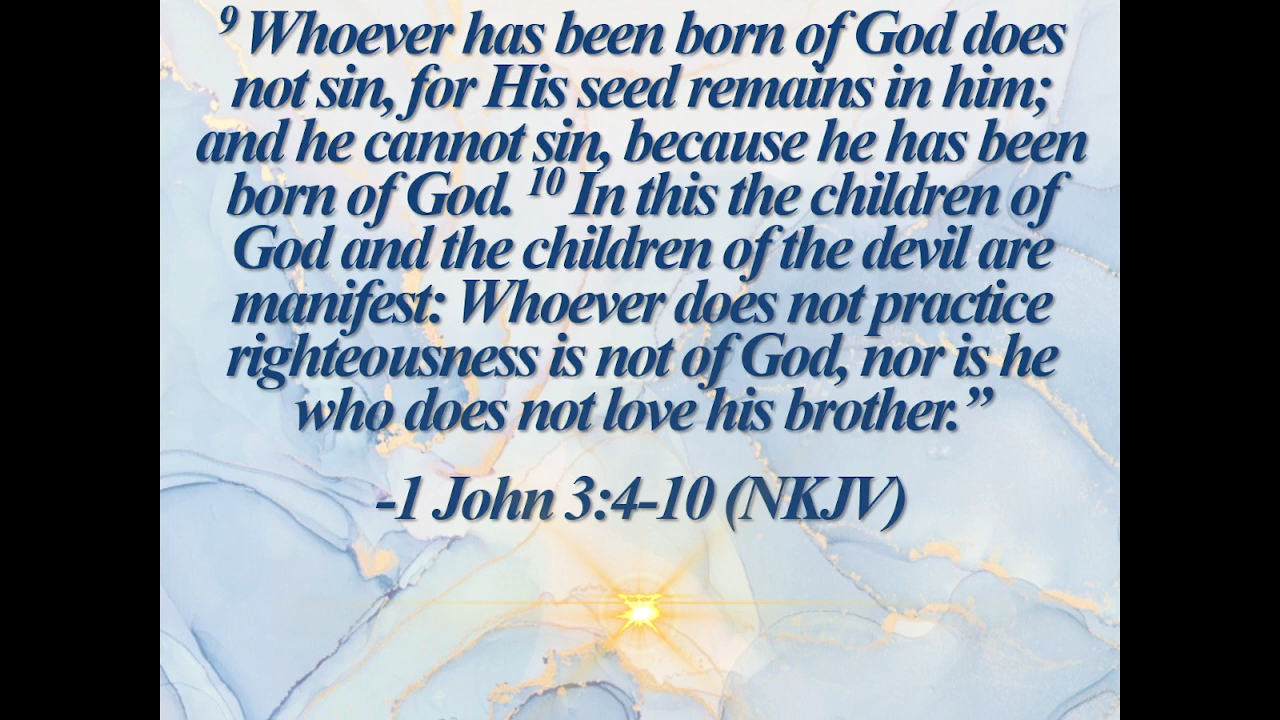 9 Whoever has been born of God does
not sin, for His seed remains in him;
and he cannot sin, because he has been
born of God. 10 In this the children of
God and the children of the devil are
manifest: Whoever does not practice
righteousness is not of God, nor is he
who does not love his brother.”
-1 John 3:4-10 (NKJV)